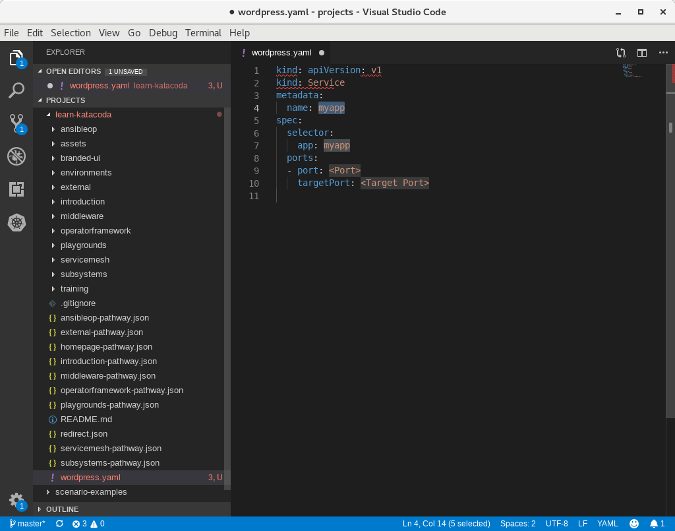 wordpress.yaml - projects - Visual Studio Code
File Edit Selection View Go Debug Terminal Help
EXPLORER
OPEN EDITORS 1 UNSAVED
wordpress.yaml learn-katacoda 3, U
PROJECTS
learn-katacoda
ansibleop
assets
branded-ui
environments
external
introduction
middleware
operatorframework
playgrounds
servicemesh
subsystems
training
.gitignore
ansibleop-pathway.json
external-pathway.json
homepage-pathway.json
introduction-pathway.json
middleware-pathway.json
operatorframework-pathway.json
playgrounds-pathway.json
README.md
redirect.json
servicemesh-pathway.json
subsystems-pathway.json
wordpress.yaml 3, U
scenario-examples
OUTLINE
1
1
1
wordpress.yaml
1 kind: apiVersion: v1
2 kind: Service
3 metadata:
4 name: myapp
5 spec:
6 selector:
7 app: myapp
8 ports:
9 - port: <Port>
10 targetPort: <Target Port>
11
master* 3 0 Ln 4, Col 14 (5 selected) Spaces: 2 UTF-8 LF YAML 1